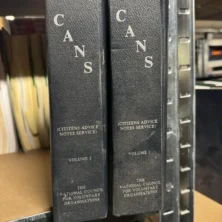 CANS
(CITIZENS ADVICE
NOTES SERVICE)
VOLUME 2
THE
NATIONAL COUNCIL
FOR VOLUNTARY
ORGANISATIONS
CANS
(CITIZENS ADVICE
NOTES SERVICE)
VOLUME 1
THE
NATIONAL COUNCIL
FOR VOLUNTARY
ORGANISATIONS